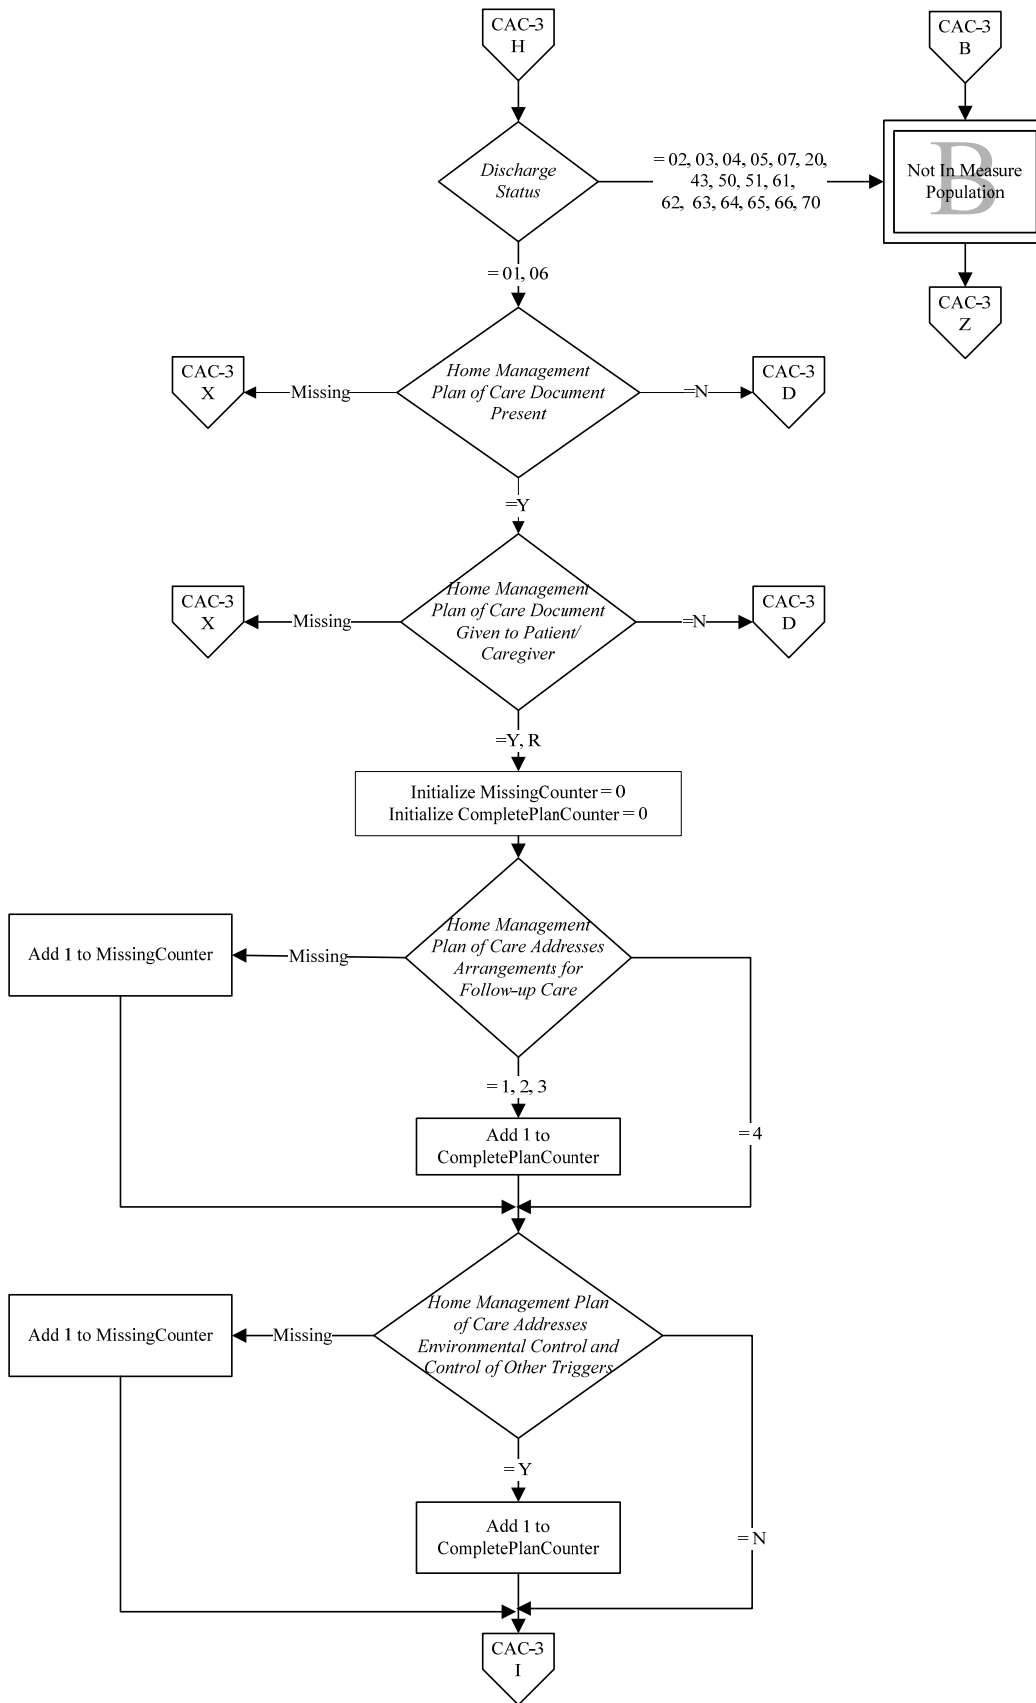 CAC-3
H
CAC-3
B
Discharge
Status
= 02, 03, 04, 05, 07, 20,
43, 50, 51, 61,
62, 63, 64, 65, 66, 70
B
Not In Measure
Population
= 01, 06
CAC-3
Z
CAC-3
X
Missing
Home Management
Plan of Care Document
Present
=N
CAC-3
D
=Y
CAC-3
X
Missing
Home Management
Plan of Care Document
Given to Patient/
Caregiver
=N
CAC-3
D
=Y, R
Initialize MissingCounter = 0
Initialize CompletePlanCounter = 0
Add 1 to MissingCounter
Missing
Home Management
Plan of Care Addresses
Arrangements for
Follow-up Care
= 1, 2, 3
= 4
Add 1 to
CompletePlanCounter
Add 1 to MissingCounter
Missing
Home Management Plan
of Care Addresses
Environmental Control and
Control of Other Triggers
= Y
= N
Add 1 to
CompletePlanCounter
CAC-3
I